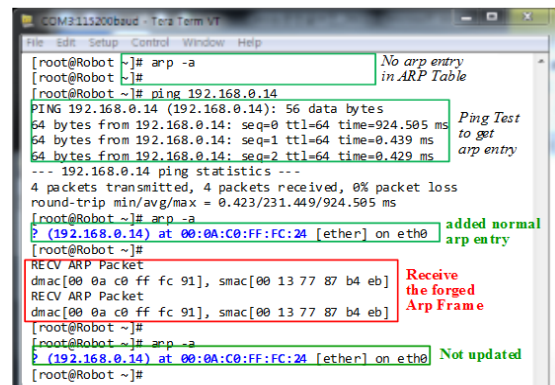 COM3:115200baud - Tera Term VT
File Edit Setup Control Window Help
[root@Robot ~]# arp -a
[root@Robot ~]#
No arp entry
in ARP Table
[root@Robot ~]# ping 192.168.0.14
PING 192.168.0.14 (192.168.0.14): 56 data bytes
64 bytes from 192.168.0.14: seq=0 ttl=64 time=924.505 ms
64 bytes from 192.168.0.14: seq=1 ttl=64 time=0.439 ms
64 bytes from 192.168.0.14: seq=2 ttl=64 time=0.429 ms
Ping Test
to get
arp entry
--- 192.168.0.14 ping statistics ---
4 packets transmitted, 4 packets received, 0% packet loss
round-trip min/avg/max = 0.423/231.449/924.505 ms
[root@Robot ~]# arp -a
? (192.168.0.14) at 00:0A:C0:FF:FC:24 [ether] on eth0
added normal
arp entry
[root@Robot ~]#
RECV ARP Packet
dmac[00 0a c0 ff fc 91], smac[00 13 77 87 b4 eb]
RECV ARP Packet
dmac[00 0a c0 ff fc 91], smac[00 13 77 87 b4 eb]
Receive
the forged
Arp Frame
[root@Robot ~]#
[root@Robot ~]# arp -a
? (192.168.0.14) at 00:0A:C0:FF:FC:24 [ether] on eth0
Not updated
[root@Robot ~]#